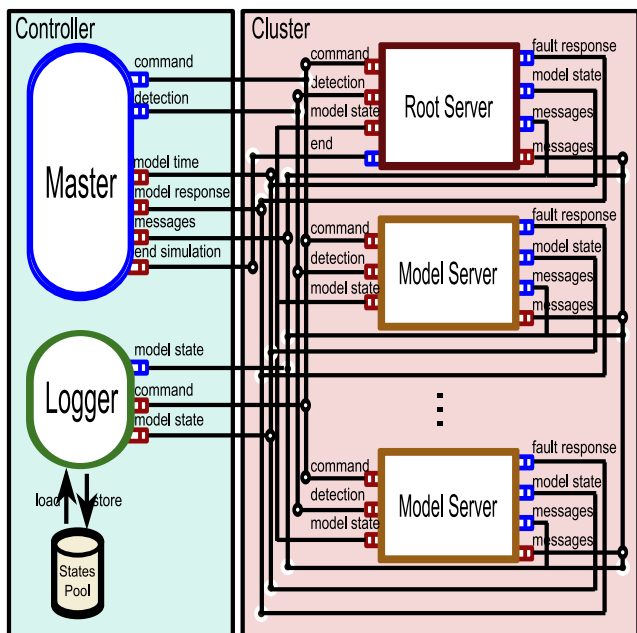 Controller
Master
command
detection
model time
model response
messages
end simulation
Logger
model state
command
model state
load
store
States
Pool
Cluster
command
detection
model state
end
Root Server
fault response
model state
messages
messages
command
detection
model state
Model Server
fault response
model state
messages
messages
command
detection
model state
Model Server
fault response
model state
messages
messages